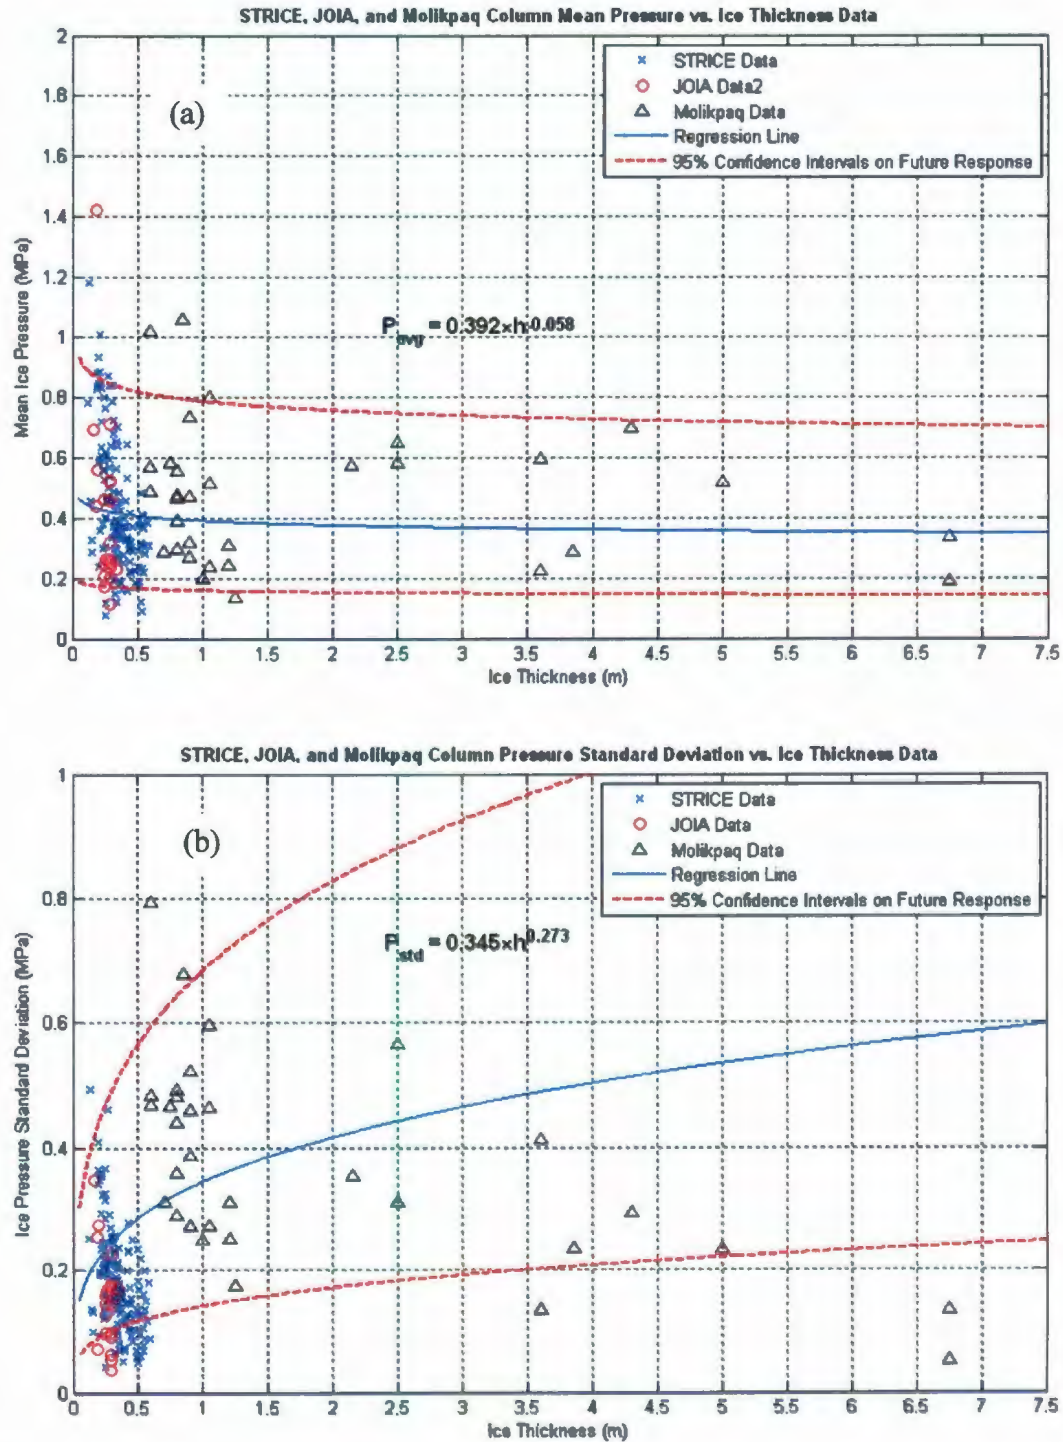 STRICE, JOIA, and Molikpaq Column Mean Pressure vs. Ice Thickness Data
2
1.8
1.6
1.4
1.2
1
0.8
0.6
0.4
0.2
0
Mean Ice Pressure (MPa)
(a)
STRICE Data
JOIA Data2
Molikpaq Data
Regression Line
95% Confidence Intervals on Future Response
Pavg = 0.392×h-0.058
0 0.5 1 1.5 2 2.5 3 3.5 4 4.5 5 5.5 6 6.5 7 7.5
Ice Thickness (m)
STRICE, JOIA, and Molikpaq Column Pressure Standard Deviation vs. Ice Thickness Data
1
0.8
0.6
0.4
0.2
0
Ice Pressure Standard Deviation (MPa)
(b)
STRICE Data
JOIA Data
Molikpaq Data
Regression Line
95% Confidence Intervals on Future Response
Pstd = 0.345×h0.273
0 0.5 1 1.5 2 2.5 3 3.5 4 4.5 5 5.5 6 6.5 7 7.5
Ice Thickness (m)